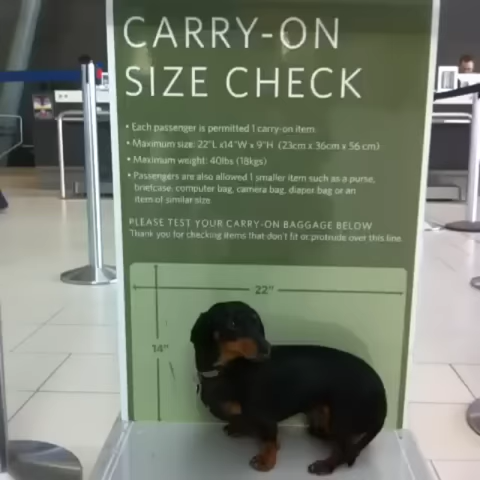 CARRY-ON
SIZE CHECK
• Each passenger is permitted 1 carry-on item.
• Maximum size: 22"L x14"W x 9"H (23cm x 36cm x 56 cm)
• Maximum weight: 40lbs (18kgs)
• Passengers are also allowed 1 smaller item such as a purse,
briefcase, computer bag, camera bag, diaper bag or an
item of similar size.
PLEASE TEST YOUR CARRY-ON BAGGAGE BELOW
Thank you for checking items that don't fit or protrude over this line.
22"
14"